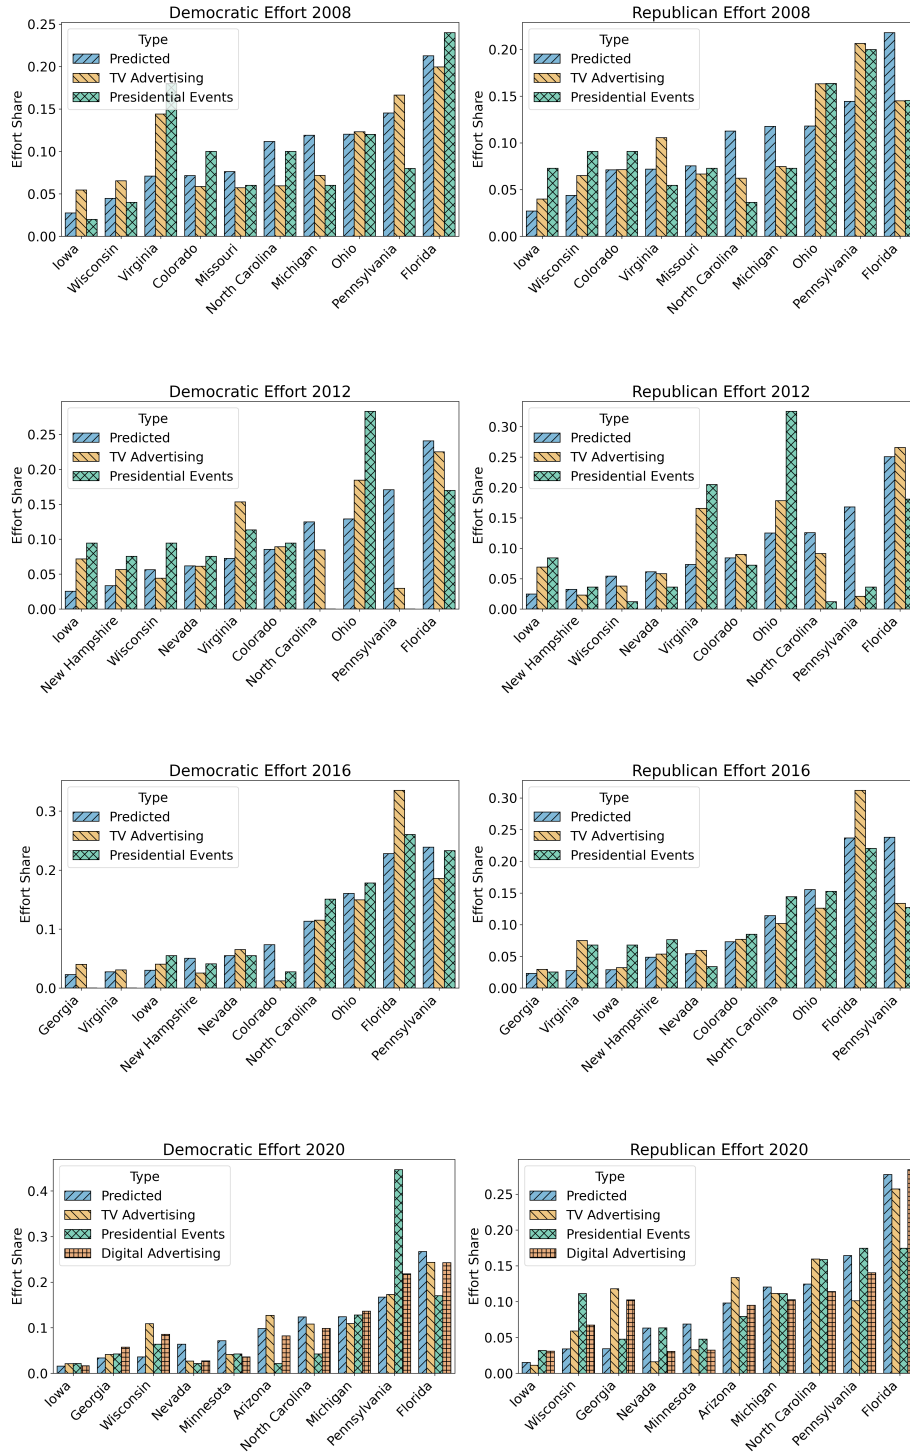 Democratic Effort 2008
Effort Share
0.25
0.20
0.15
0.10
0.05
0.00
Type
Predicted
TV Advertising
Presidential Events
Iowa
Wisconsin
Virginia
Colorado
Missouri
North Carolina
Michigan
Ohio
Pennsylvania
Florida
Republican Effort 2008
Effort Share
0.20
0.15
0.10
0.05
0.00
Type
Predicted
TV Advertising
Presidential Events
Iowa
Wisconsin
Colorado
Virginia
Missouri
North Carolina
Michigan
Ohio
Pennsylvania
Florida
Democratic Effort 2012
Effort Share
0.25
0.20
0.15
0.10
0.05
0.00
Type
Predicted
TV Advertising
Presidential Events
Iowa
New Hampshire
Wisconsin
Nevada
Virginia
Colorado
North Carolina
Ohio
Pennsylvania
Florida
Republican Effort 2012
Effort Share
0.30
0.25
0.20
0.15
0.10
0.05
0.00
Type
Predicted
TV Advertising
Presidential Events
Iowa
New Hampshire
Wisconsin
Nevada
Virginia
Colorado
Ohio
North Carolina
Pennsylvania
Florida
Democratic Effort 2016
Effort Share
0.3
0.2
0.1
0.0
Type
Predicted
TV Advertising
Presidential Events
Georgia
Virginia
Iowa
New Hampshire
Nevada
Colorado
North Carolina
Ohio
Florida
Pennsylvania
Republican Effort 2016
Effort Share
0.30
0.25
0.20
0.15
0.10
0.05
0.00
Type
Predicted
TV Advertising
Presidential Events
Georgia
Virginia
Iowa
New Hampshire
Nevada
Colorado
North Carolina
Ohio
Florida
Pennsylvania
Democratic Effort 2020
Effort Share
0.4
0.3
0.2
0.1
0.0
Type
Predicted
TV Advertising
Presidential Events
Digital Advertising
Iowa
Georgia
Wisconsin
Nevada
Minnesota
Arizona
North Carolina
Michigan
Pennsylvania
Florida
Republican Effort 2020
Effort Share
0.25
0.20
0.15
0.10
0.05
0.00
Type
Predicted
TV Advertising
Presidential Events
Digital Advertising
Iowa
Wisconsin
Georgia
Nevada
Minnesota
Arizona
Michigan
North Carolina
Pennsylvania
Florida